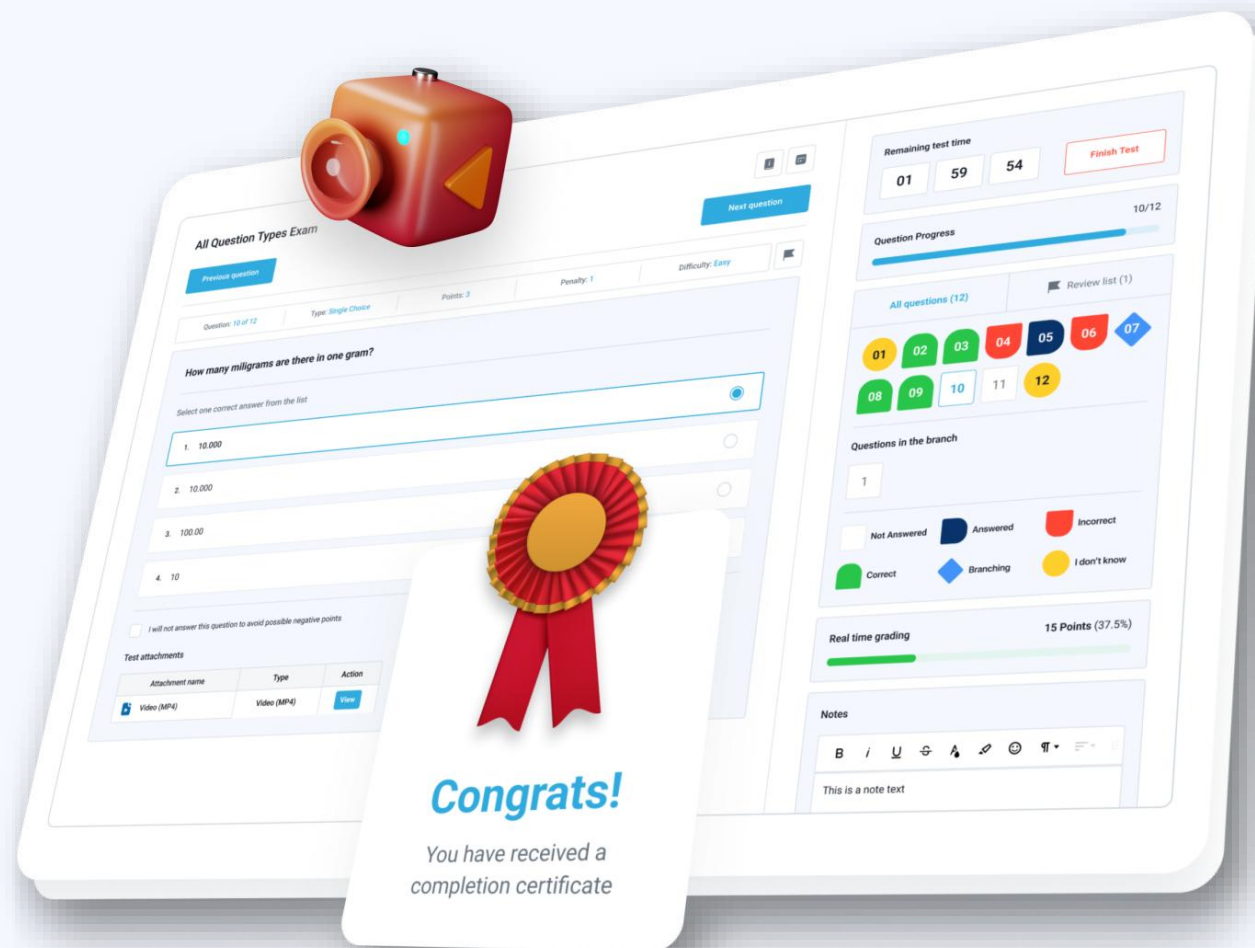 All Question Types Exam
Previous question
Next question
Question: 10 of 12
Type: Single Choice
Points: 3
Penalty: 1
Difficulty: Easy
How many miligrams are there in one gram?
Select one correct answer from the list
1. 10.000
2. 10.000
3. 100.00
4. 10
I will not answer this question to avoid possible negative points
Test attachments
Attachment name Type Action
Video (MP4) Video (MP4) View
Congrats!
You have received a
completion certificate
Remaining test time
01 59 54
Finish Test
Question Progress
10/12
All questions (12)
Review list (1)
01 02 03 04 05 06 07
08 09 10 11 12
Questions in the branch
1
Not Answered Answered Incorrect
Correct Branching I don't know
Real time grading
15 Points (37.5%)
Notes
B i U S A
This is a note text